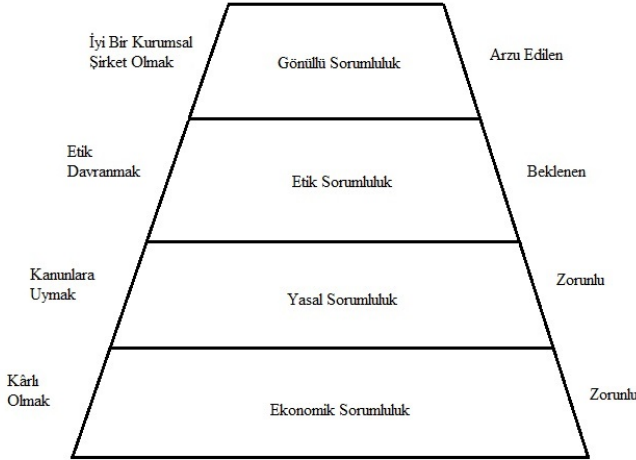 İyi Bir Kurumsal
Şirket Olmak
Gönüllü Sorumluluk
Arzu Edilen
Etik
Davranmak
Etik Sorumluluk
Beklenen
Kanunlara
Uymak
Yasal Sorumluluk
Zorunlu
Kârlı
Olmak
Ekonomik Sorumluluk
Zorunlu